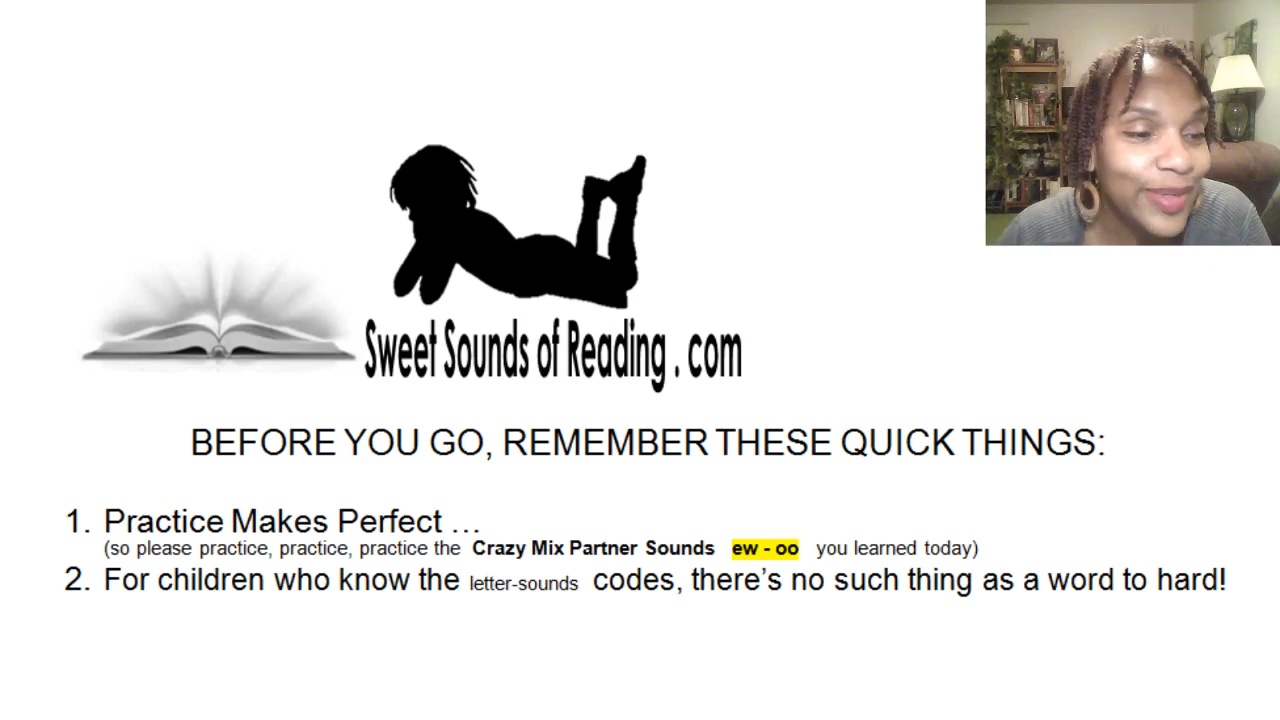 Sweet Sounds of Reading . com
BEFORE YOU GO, REMEMBER THESE QUICK THINGS:
1. Practice Makes Perfect …
(so please practice, practice, practice the Crazy Mix Partner Sounds ew - oo you learned today)
2. For children who know the letter-sounds codes, there’s no such thing as a word to hard!